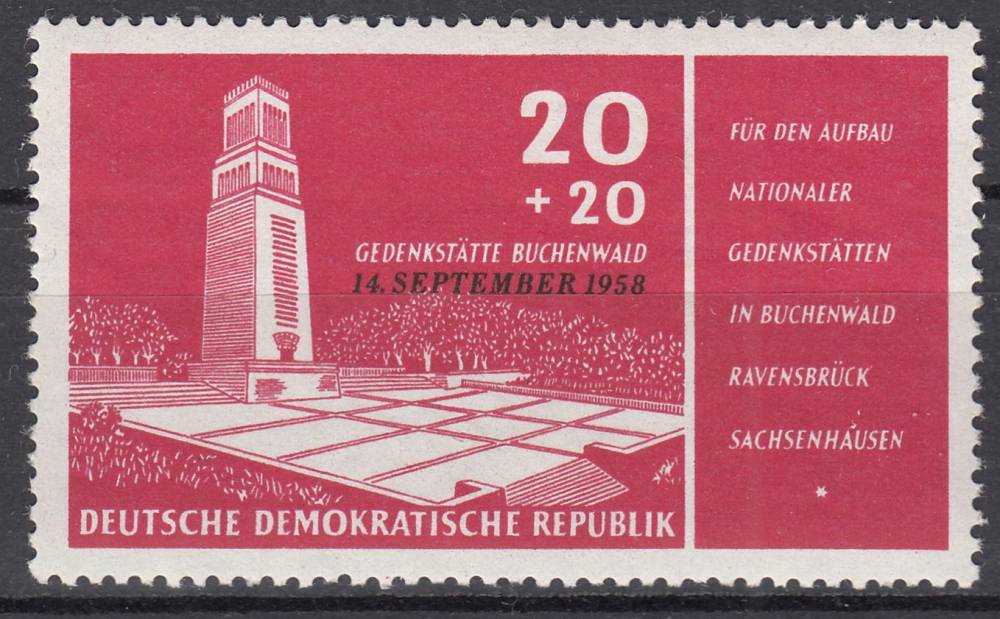 20
+ 20
GEDENKSTÄTTE BUCHENWALD
14. SEPTEMBER 1958
DEUTSCHE DEMOKRATISCHE REPUBLIK
FÜR DEN AUFBAU
NATIONALER
GEDENKSTÄTTEN
IN BUCHENWALD
RAVENSBRÜCK
SACHSENHAUSEN
*